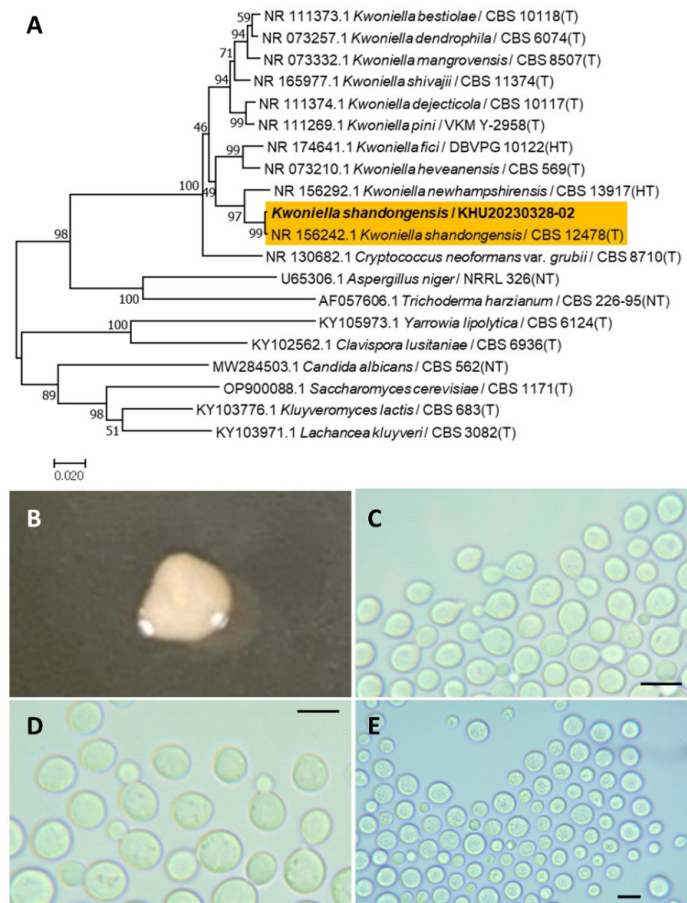 A
59
NR 111373.1 Kwoniella bestiolae / CBS 10118(T)
94
NR 073257.1 Kwoniella dendrophila / CBS 6074(T)
71
NR 073332.1 Kwoniella mangrovensis / CBS 8507(T)
94
NR 165977.1 Kwoniella shivajii / CBS 11374(T)
NR 111374.1 Kwoniella dejecticola / CBS 10117(T)
99
NR 111269.1 Kwoniella pini / VKM Y-2958(T)
46
99
NR 174641.1 Kwoniella fici / DBVPG 10122(HT)
NR 073210.1 Kwoniella heveanensis / CBS 569(T)
100
49
NR 156292.1 Kwoniella newhampshirensis / CBS 13917(HT)
97
Kwoniella shandongensis / KHU20230328-02
99
NR 156242.1 Kwoniella shandongensis / CBS 12478(T)
98
NR 130682.1 Cryptococcus neoformans var. grubii / CBS 8710(T)
U65306.1 Aspergillus niger / NRRL 326(NT)
100
AF057606.1 Trichoderma harzianum / CBS 226-95(NT)
KY105973.1 Yarrowia lipolytica / CBS 6124(T)
100
KY102562.1 Clavispora lusitaniae / CBS 6936(T)
MW284503.1 Candida albicans / CBS 562(NT)
89
OP900088.1 Saccharomyces cerevisiae / CBS 1171(T)
98
KY103776.1 Kluyveromyces lactis / CBS 683(T)
51
KY103971.1 Lachancea kluyveri / CBS 3082(T)
0.020
B
C
D
E